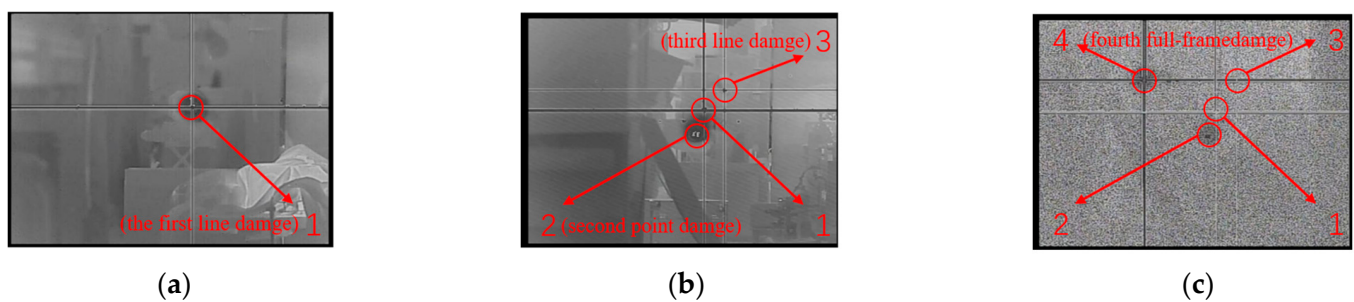 (the first line damge) 1
(third line damge) 3
2 (second point damge) 1
4 (fourth full-framedamge) 3
2 1
(a) (b) (c)